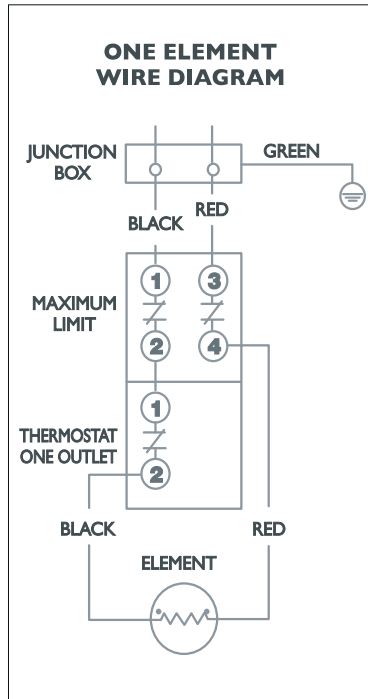 ONE ELEMENT
WIRE DIAGRAM
JUNCTION
BOX
GREEN
BLACK
RED
MAXIMUM
LIMIT
1
3
2
4
THERMOSTAT
ONE OUTLET
1
2
BLACK
RED
ELEMENT